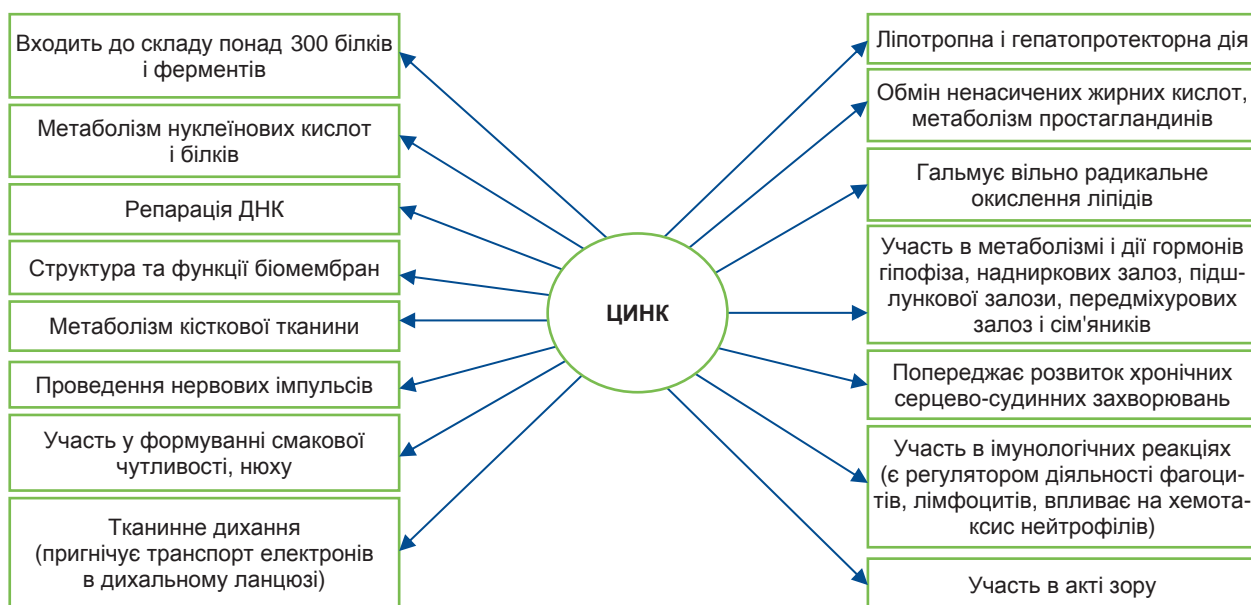 Входить до складу понад 300 білків
і ферментів
Метаболізм нуклеїнових кислот
і білків
Репарація ДНК
Структура та функції біомембран
Метаболізм кісткової тканини
Проведення нервових імпульсів
Участь у формуванні смакової
чутливості, нюху
Тканинне дихання
(пригнічує транспорт електронів
в дихальному ланцюзі)
ЦИНК
Ліпотропна і гепатопротекторна дія
Обмін ненасичених жирних кислот,
метаболізм простагландинів
Гальмує вільно радикальне
окислення ліпідів
Участь в метаболізмі і дії гормонів
гіпофіза, надниркових залоз, підш-
лункової залози, передміхурових
залоз і сім'яників
Попереджає розвиток хронічних
серцево-судинних захворювань
Участь в імунологічних реакціях
(є регулятором діяльності фагоци-
тів, лімфоцитів, впливає на хемота-
ксис нейтрофілів)
Участь в акті зору